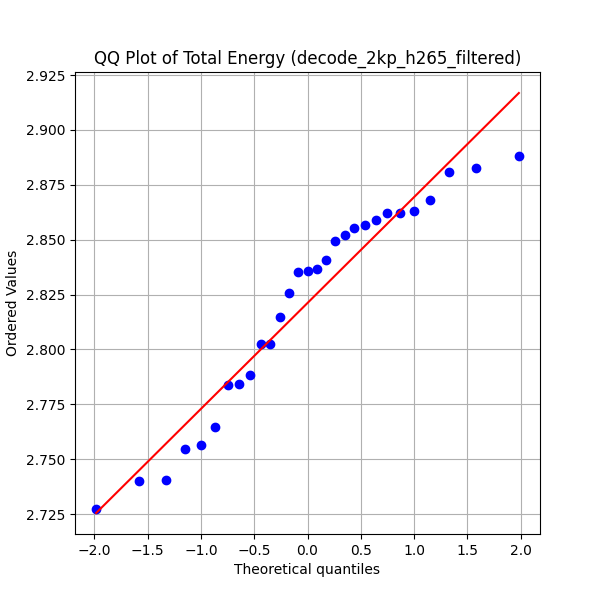 QQ Plot of Total Energy (decode_2kp_h265_filtered)
2.925
2.900
2.875
2.850
2.825
2.800
2.775
2.750
2.725
Ordered Values
−2.0 −1.5 −1.0 −0.5 0.0 0.5 1.0 1.5 2.0
Theoretical quantiles